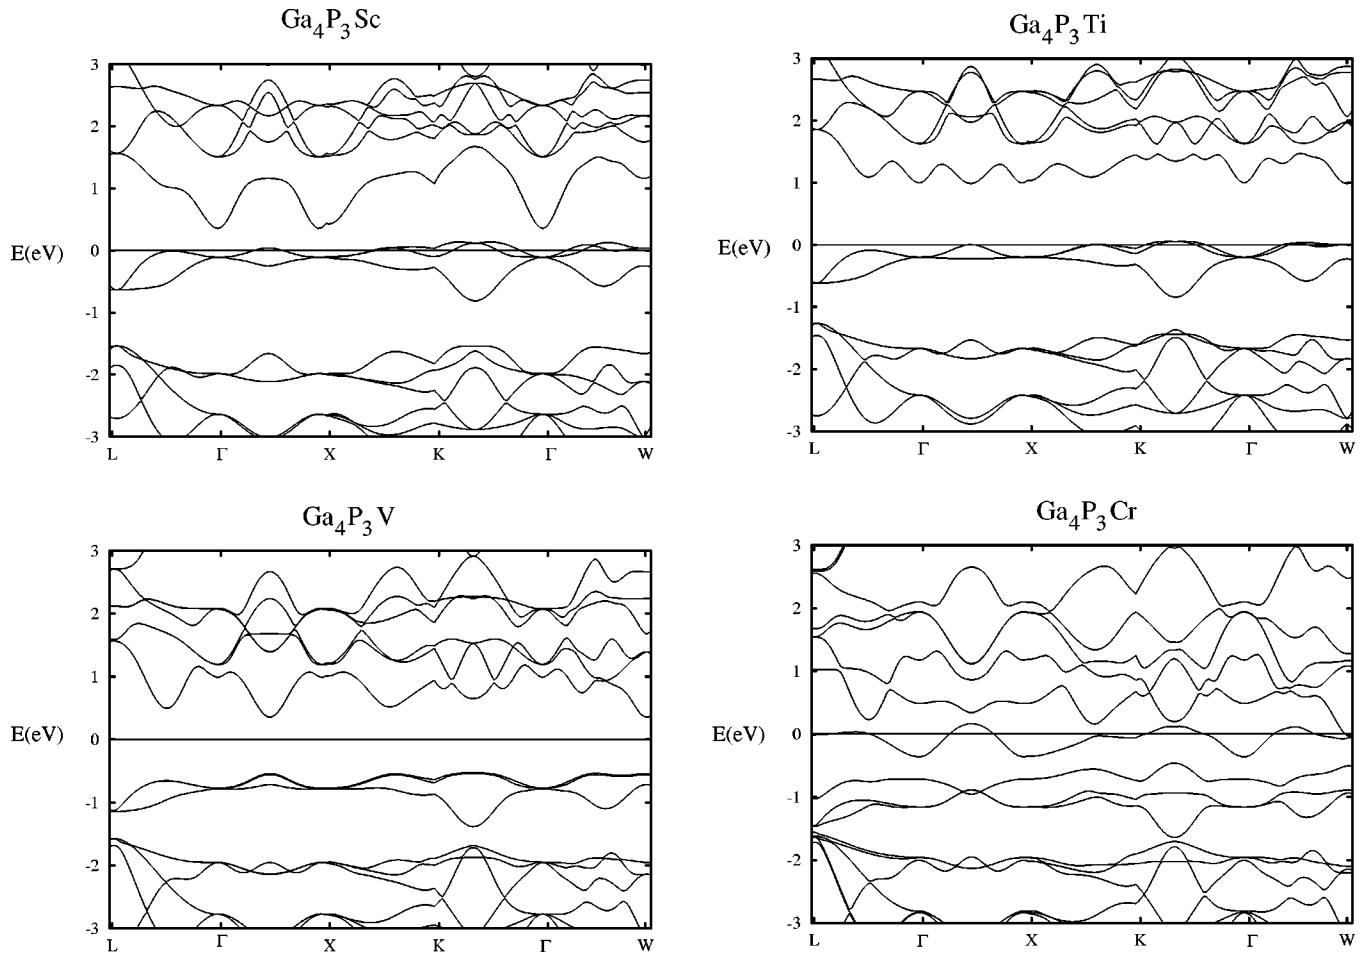 Ga4P3Sc
3
2
1
E(eV) 0
-1
-2
-3
L Γ X K Γ W
Ga4P3Ti
3
2
1
E(eV) 0
-1
-2
-3
L Γ X K Γ W
Ga4P3V
3
2
1
E(eV) 0
-1
-2
-3
L Γ X K Γ W
Ga4P3Cr
3
2
1
E(eV) 0
-1
-2
-3
L Γ X K Γ W